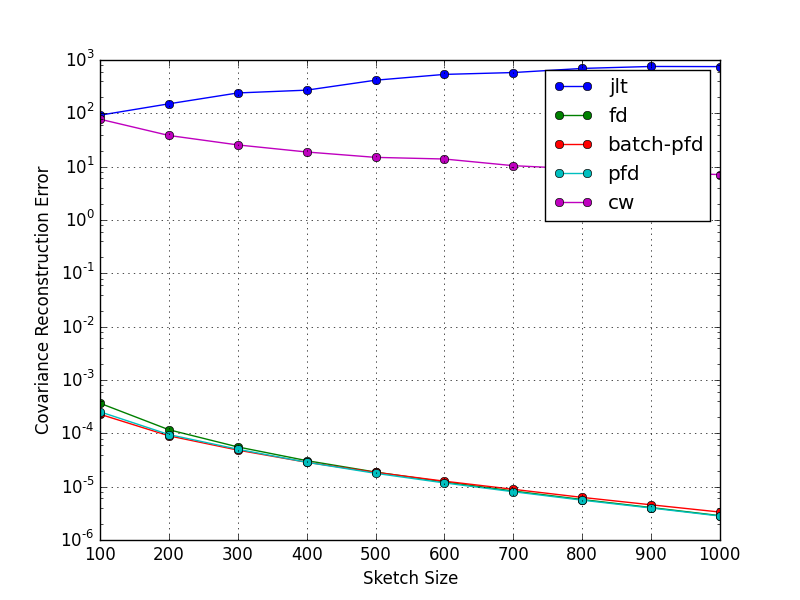 10^3
10^2
10^1
10^0
10^-1
10^-2
10^-3
10^-4
10^-5
10^-6
Covariance Reconstruction Error
jlt
fd
batch-pfd
pfd
cw
100 200 300 400 500 600 700 800 900 1000
Sketch Size